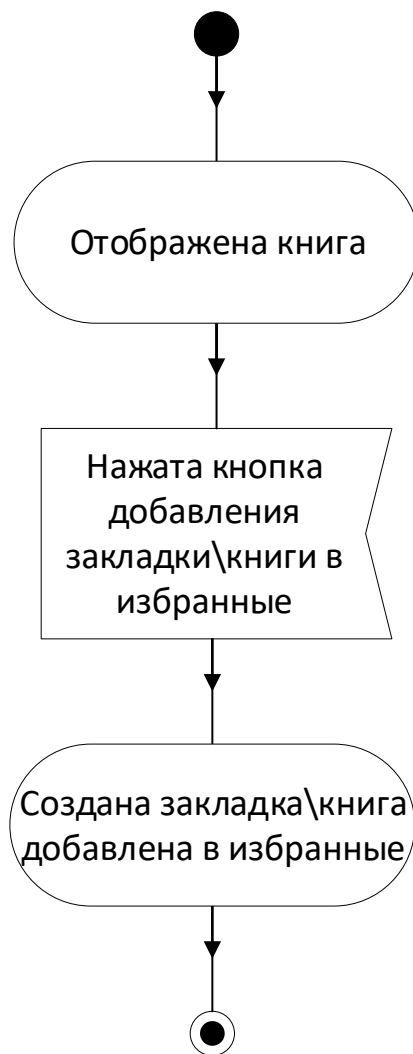 Отображена книга
Нажата кнопка
добавления
закладки\книги в
избранные
Создана закладка\книга
добавлена в избранные